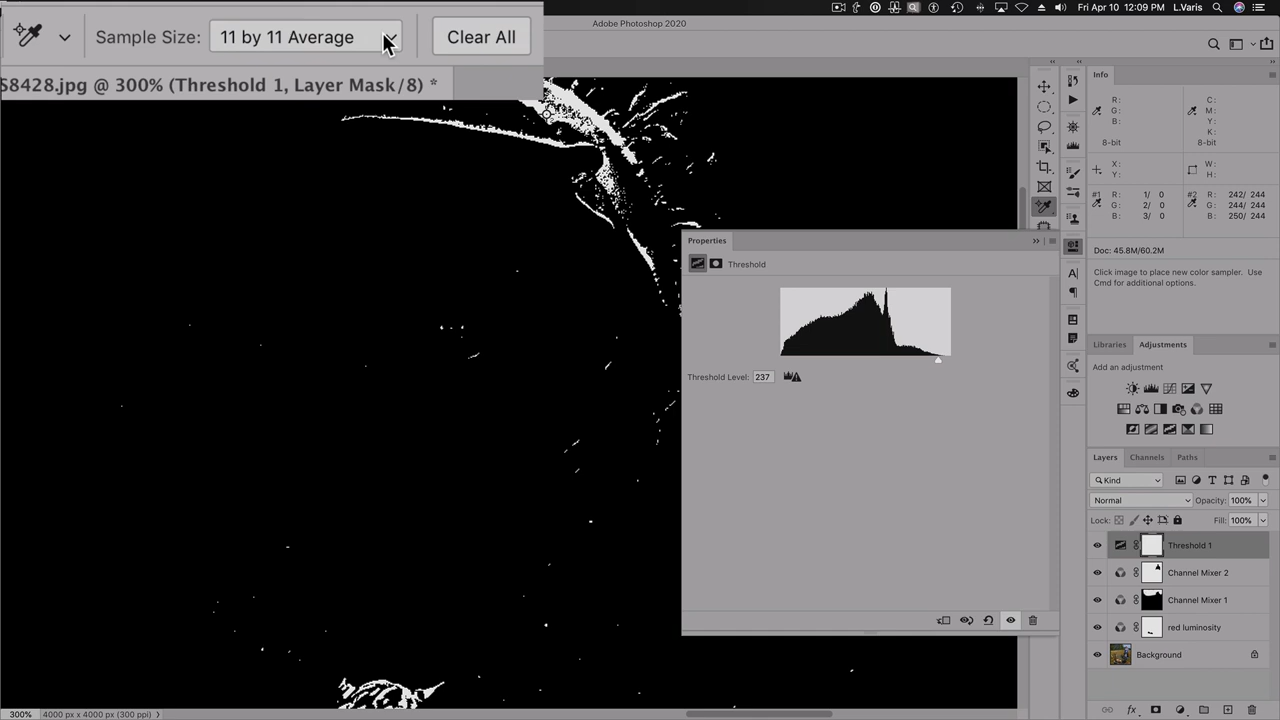 Fri Apr 10 12:09 PM L.Varis
Adobe Photoshop 2020
Sample Size: 11 by 11 Average Clear All
S8428.jpg @ 300% (Threshold 1, Layer Mask/8) *
Info
R: C:
G: M:
B: Y:
K:
8-bit 8-bit
X: W:
Y: H:
#1 R: 1/ 0 #2 R: 242/ 244
G: 2/ 0 G: 244/ 244
B: 3/ 0 B: 250/ 244
Doc: 45.8M/60.2M
Click image to place new color sampler. Use
Cmd for additional options.
Properties
Threshold
Threshold Level: 237
Libraries Adjustments
Add an adjustment
Layers Channels Paths
Kind
Normal Opacity: 100%
Lock: Fill: 100%
Threshold 1
Channel Mixer 2
Channel Mixer 1
red luminosity
Background
300% 4000 px x 4000 px (300 ppi)